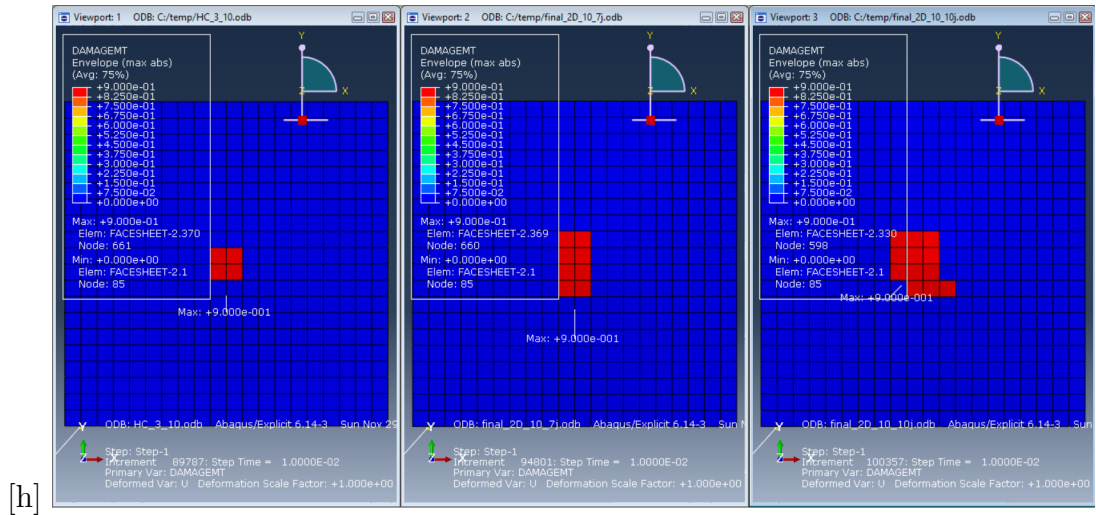 Viewport: 1 ODB: C:/temp/HC_3_10.odb
DAMAGEMT
Envelope (max abs)
(Avg: 75%)
+9.000e-01
+8.250e-01
+7.500e-01
+6.750e-01
+6.000e-01
+5.250e-01
+4.500e-01
+3.750e-01
+3.000e-01
+2.250e-01
+1.500e-01
+7.500e-02
+0.000e+00
Max: +9.000e-01
Elem: FACESHEET-2.370
Node: 661
Min: +0.000e+00
Elem: FACESHEET-2.1
Node: 85
Y
Z
X
Max: +9.000e-001
Y
Z
X
ODB: HC_3_10.odb Abaqus/Explicit 6.14-3 Sun Nov 29
Step: Step-1
Increment 89787: Step Time = 1.0000E-02
Primary Var: DAMAGEMT
Deformed Var: U Deformation Scale Factor: +1.000e+00
Viewport: 2 ODB: C:/temp/final_2D_10_7j.odb
DAMAGEMT
Envelope (max abs)
(Avg: 75%)
+9.000e-01
+8.250e-01
+7.500e-01
+6.750e-01
+6.000e-01
+5.250e-01
+4.500e-01
+3.750e-01
+3.000e-01
+2.250e-01
+1.500e-01
+7.500e-02
+0.000e+00
Max: +9.000e-01
Elem: FACESHEET-2.369
Node: 660
Min: +0.000e+00
Elem: FACESHEET-2.1
Node: 85
Y
Z
X
Max: +9.000e-001
Y
Z
X
ODB: final_2D_10_7j.odb Abaqus/Explicit 6.14-3 Sun N
Step: Step-1
Increment 94801: Step Time = 1.0000E-02
Primary Var: DAMAGEMT
Deformed Var: U Deformation Scale Factor: +1.000e+00
Viewport: 3 ODB: C:/temp/final_2D_10_10j.odb
DAMAGEMT
Envelope (max abs)
(Avg: 75%)
+9.000e-01
+8.250e-01
+7.500e-01
+6.750e-01
+6.000e-01
+5.250e-01
+4.500e-01
+3.750e-01
+3.000e-01
+2.250e-01
+1.500e-01
+7.500e-02
+0.000e+00
Max: +9.000e-01
Elem: FACESHEET-2.330
Node: 598
Min: +0.000e+00
Elem: FACESHEET-2.1
Node: 85
Y
Z
X
Max: +9.000e-001
Y
Z
X
ODB: final_2D_10_10j.odb Abaqus/Explicit 6.14-3 Sun
Step: Step-1
Increment 100357: Step Time = 1.0000E-02
Primary Var: DAMAGEMT
Deformed Var: U Deformation Scale Factor: +1.000e+00
[h]